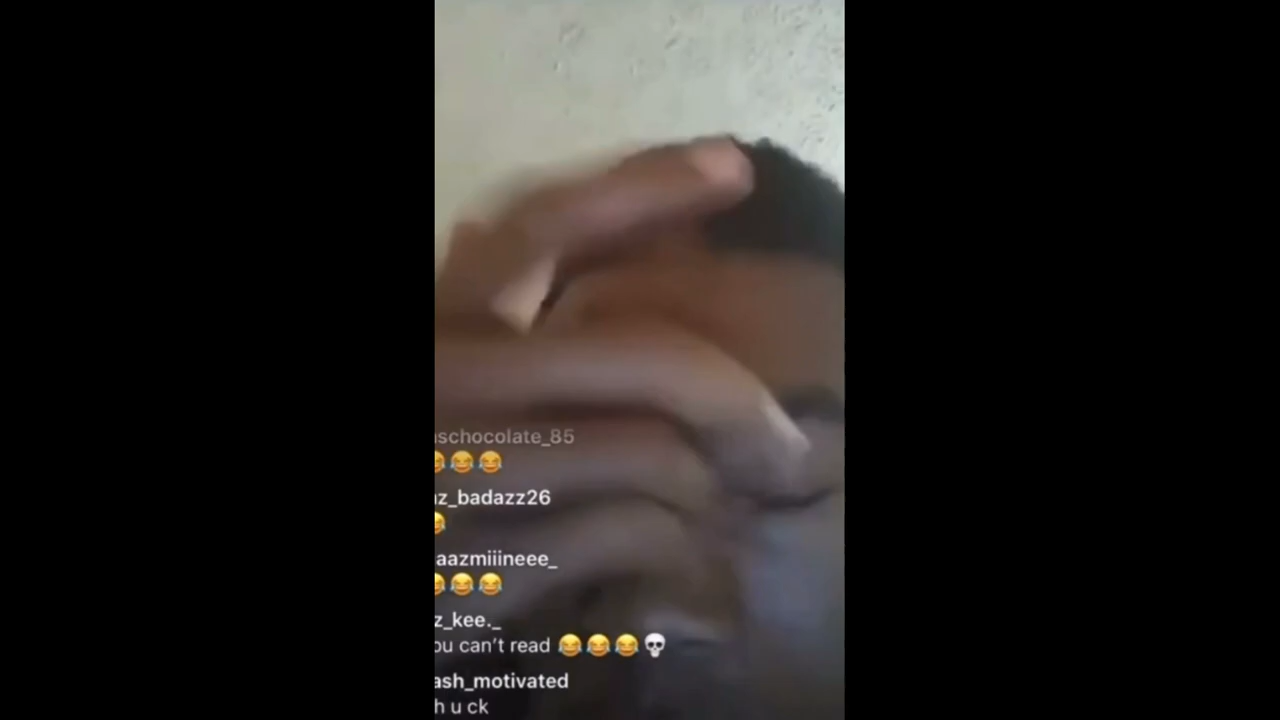 schocolate_85
😂😂😂
z_badazz26
😂
aazmiiineee_
😂😂😂
z_kee._
ou can't read 😂😂😂💀
ash_motivated
h u ck